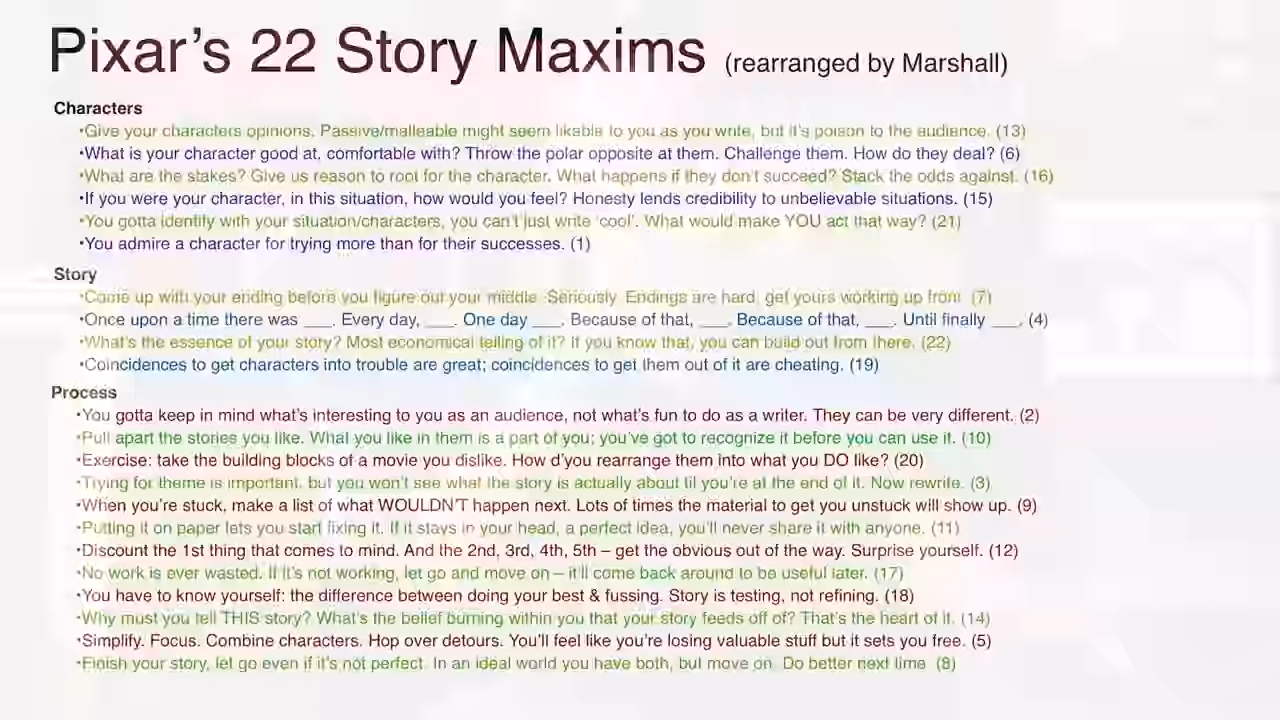 Pixar's 22 Story Maxims (rearranged by Marshall)
Characters
•Give your characters opinions. Passive/malleable might seem likable to you as you write, but it's poison to the audience. (13)
•What is your character good at, comfortable with? Throw the polar opposite at them. Challenge them. How do they deal? (6)
•What are the stakes? Give us reason to root for the character. What happens if they don't succeed? Stack the odds against. (16)
•If you were your character, in this situation, how would you feel? Honesty lends credibility to unbelievable situations. (15)
•You gotta identify with your situation/characters, you can't just write 'cool'. What would make YOU act that way? (21)
•You admire a character for trying more than for their successes. (1)
Story
•Come up with your ending before you figure out your middle. Seriously. Endings are hard, get yours working up front. (7)
•Once upon a time there was ___. Every day, ___. One day ___. Because of that, ___. Because of that, ___. Until finally ___. (4)
•What's the essence of your story? Most economical telling of it? If you know that, you can build out from there. (22)
•Coincidences to get characters into trouble are great; coincidences to get them out of it are cheating. (19)
Process
•You gotta keep in mind what's interesting to you as an audience, not what's fun to do as a writer. They can be very different. (2)
•Pull apart the stories you like. What you like in them is a part of you; you've got to recognize it before you can use it. (10)
•Exercise: take the building blocks of a movie you dislike. How d'you rearrange them into what you DO like? (20)
•Trying for theme is important, but you won't see what the story is actually about til you're at the end of it. Now rewrite. (3)
•When you're stuck, make a list of what WOULDN'T happen next. Lots of times the material to get you unstuck will show up. (9)
•Putting it on paper lets you start fixing it. If it stays in your head, a perfect idea, you'll never share it with anyone. (11)
•Discount the 1st thing that comes to mind. And the 2nd, 3rd, 4th, 5th – get the obvious out of the way. Surprise yourself. (12)
•No work is ever wasted. If it's not working, let go and move on – it'll come back around to be useful later. (17)
•You have to know yourself: the difference between doing your best & fussing. Story is testing, not refining. (18)
•Why must you tell THIS story? What's the belief burning within you that your story feeds off of? That's the heart of it. (14)
•Simplify. Focus. Combine characters. Hop over detours. You'll feel like you're losing valuable stuff but it sets you free. (5)
•Finish your story, let go even if it's not perfect. In an ideal world you have both, but move on. Do better next time. (8)